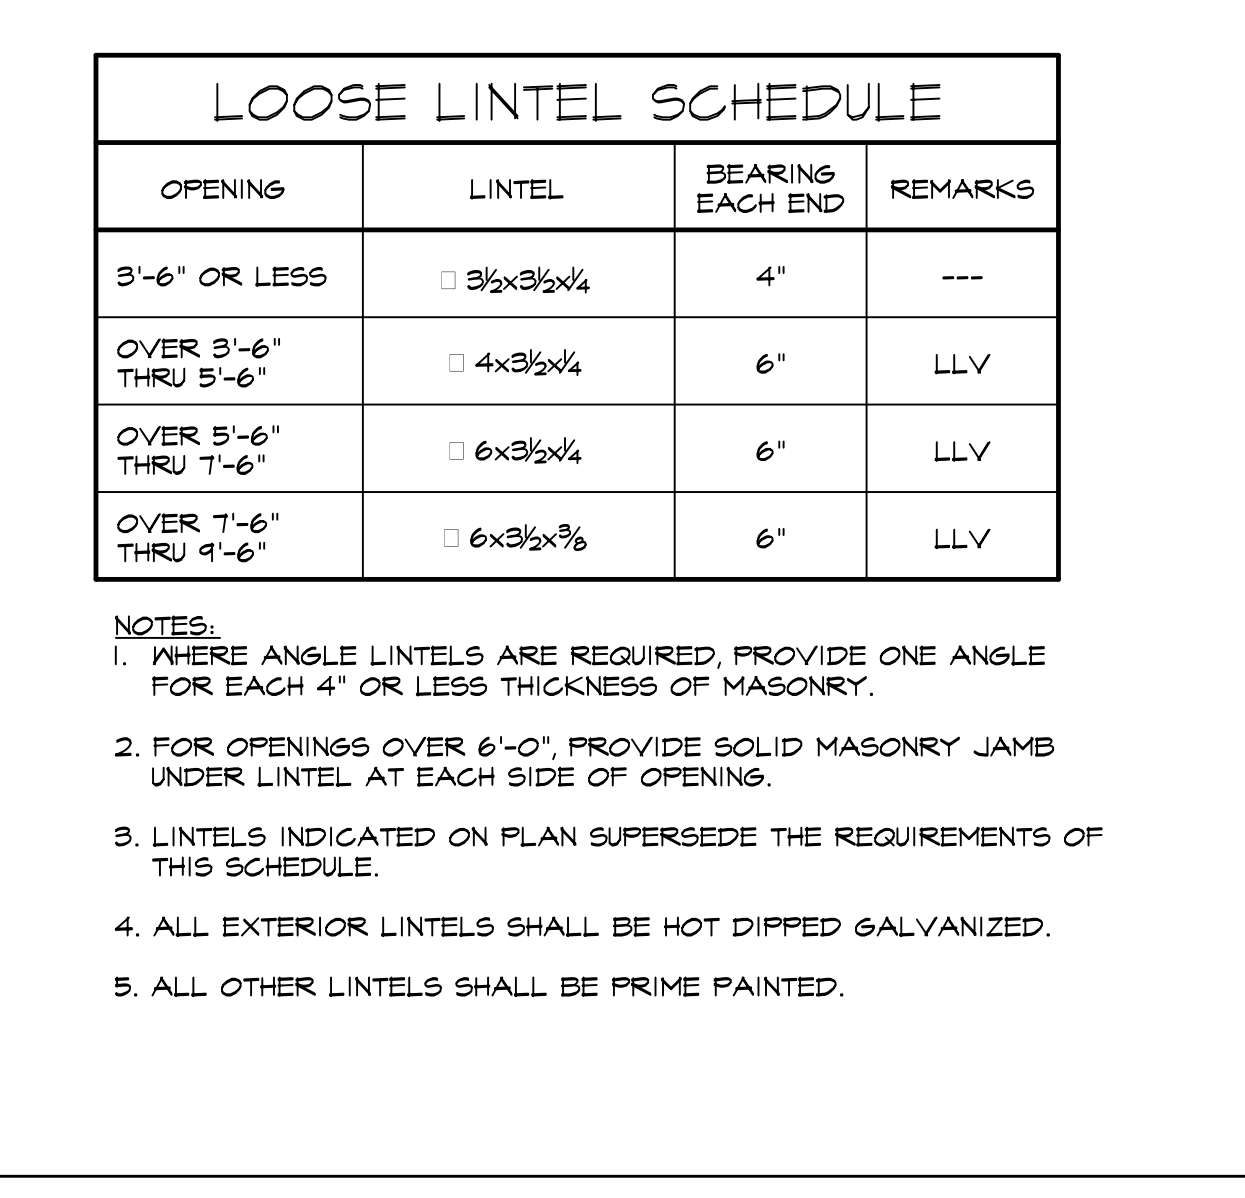 LOOSE LINTEL SCHEDULE
OPENING
LINTEL
BEARING
EACH END
REMARKS
3'-6" OR LESS
□ 3½x3½x¼
4"
---
OVER 3'-6"
THRU 5'-6"
□ 4x3½x¼
6"
LLV
OVER 5'-6"
THRU 7'-6"
□ 6x3½x¼
6"
LLV
OVER 7'-6"
THRU 9'-6"
□ 6x3½x⅜
6"
LLV
NOTES:
1. WHERE ANGLE LINTELS ARE REQUIRED, PROVIDE ONE ANGLE
FOR EACH 4" OR LESS THICKNESS OF MASONRY.
2. FOR OPENINGS OVER 6'-0", PROVIDE SOLID MASONRY JAMB
UNDER LINTEL AT EACH SIDE OF OPENING.
3. LINTELS INDICATED ON PLAN SUPERSEDE THE REQUIREMENTS OF
THIS SCHEDULE.
4. ALL EXTERIOR LINTELS SHALL BE HOT DIPPED GALVANIZED.
5. ALL OTHER LINTELS SHALL BE PRIME PAINTED.